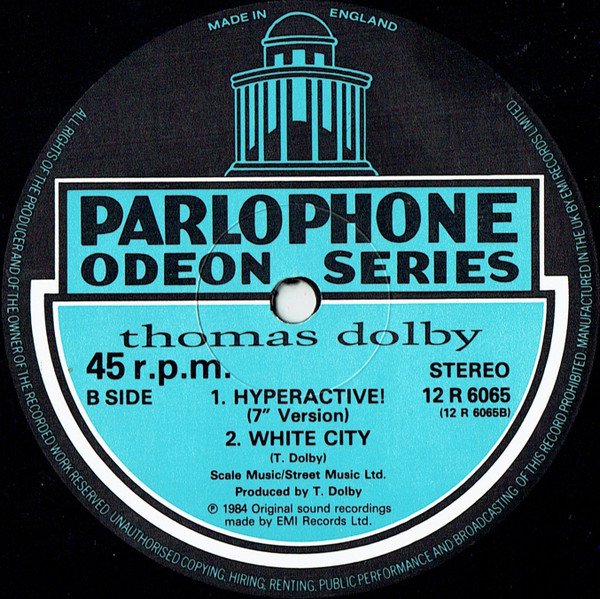 MADE IN ENGLAND
PARLOPHONE
ODEON SERIES
thomas dolby
45 r.p.m.
STEREO
B SIDE
1. HYPERACTIVE!
12 R 6065
(7" Version)
(12 R 6065B)
2. WHITE CITY
(T. Dolby)
Scale Music/Street Music Ltd.
Produced by T. Dolby
℗ 1984 Original sound recordings
made by EMI Records Ltd.
ALL RIGHTS OF THE PRODUCER AND OF THE OWNER OF THE RECORDED WORK RESERVED. UNAUTHORISED COPYING, HIRING, RENTING, PUBLIC PERFORMANCE AND BROADCASTING OF THIS RECORD PROHIBITED. MANUFACTURED IN THE UK BY EMI RECORDS LIMITED